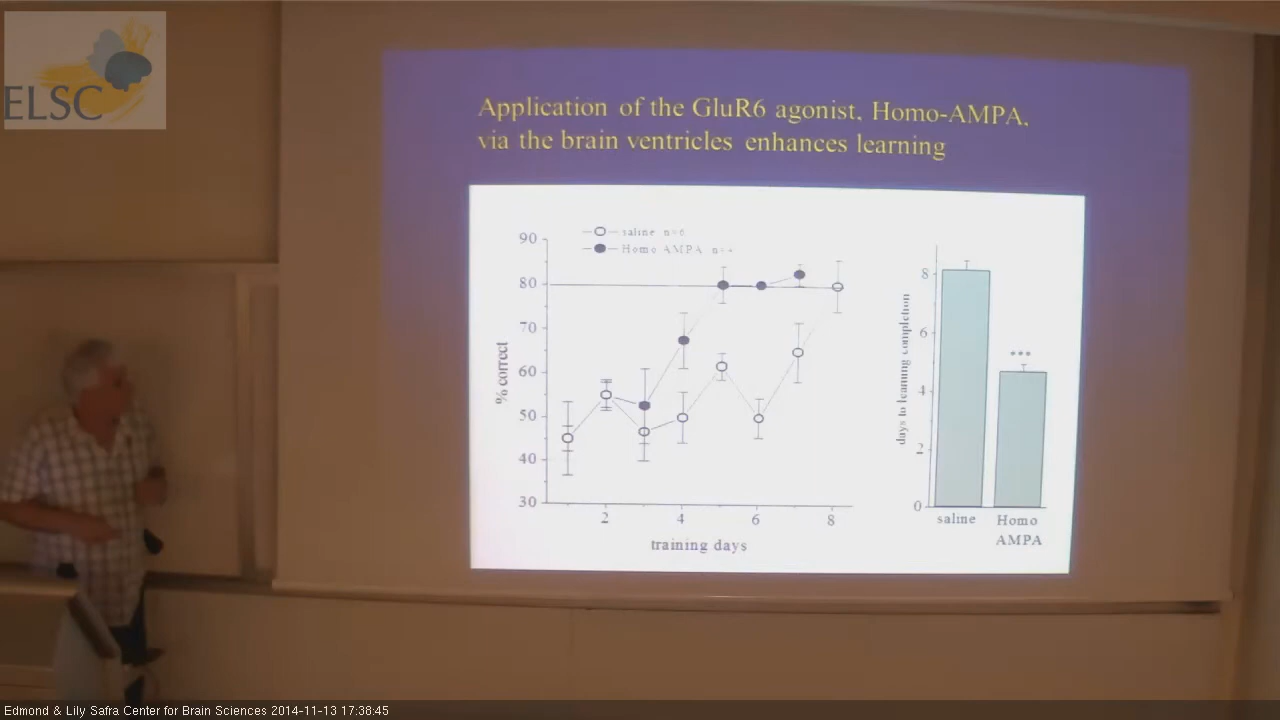 ELSC
Application of the GluR6 agonist, Homo-AMPA,
via the brain ventricles enhances learning
saline n=6
Homo AMPA
90
80
70
60
50
40
30
% correct
2 4 6 8
training days
days to learning completion
8
6
4
2
0
***
saline
Homo
AMPA
Edmond & Lily Safra Center for Brain Sciences 2014-11-13 17:38:45